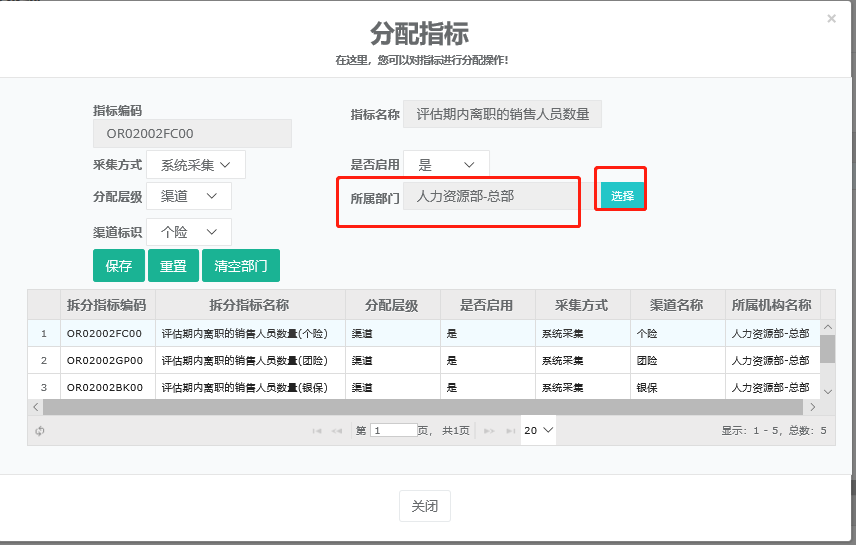 ×
分配指标
在这里，您可以对指标进行分配操作！
指标编码
OR02002FC00
指标名称 评估期内离职的销售人员数量
采集方式 系统采集 是否启用 是
分配层级 渠道 所属部门 人力资源部-总部 选择
渠道标识 个险
保存 重置 清空部门
拆分指标编码 拆分指标名称 分配层级 是否启用 采集方式 渠道名称 所属机构名称
1 OR02002FC00 评估期内离职的销售人员数量(个险) 渠道 是 系统采集 个险 人力资源部-总部
2 OR02002GP00 评估期内离职的销售人员数量(团险) 渠道 是 系统采集 团险 人力资源部-总部
3 OR02002BK00 评估期内离职的销售人员数量(银保) 渠道 是 系统采集 银保 人力资源部-总部
第 1 页， 共1页 20 显示： 1 - 5， 总数： 5
关闭